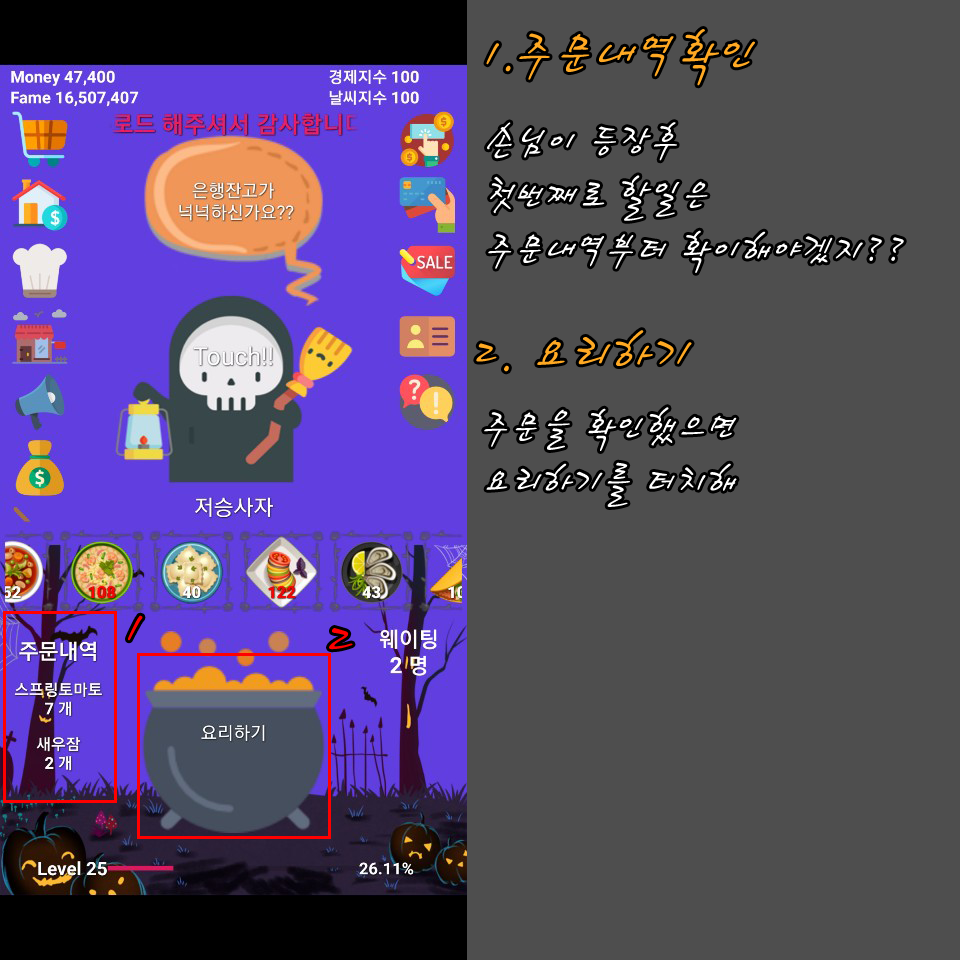 Money 47,400
경제지수 100
Fame 16,507,407
날씨지수 100
로드 해주셔서 감사합니
은행잔고가
넉넉하신가요??
SALE
Touch!!
저승사자
52
108
40
122
43
10
주문내역
스프링토마토
7 개
새우잠
2 개
1
2
요리하기
웨이팅
2 명
Level 25
26.11%
1.주문내역확인
손님이 등장후
첫번째로 할일은
주문내역부터 확이해야겠지??
2. 요리하기
주문을 확인했으면
요리하기를 터치해